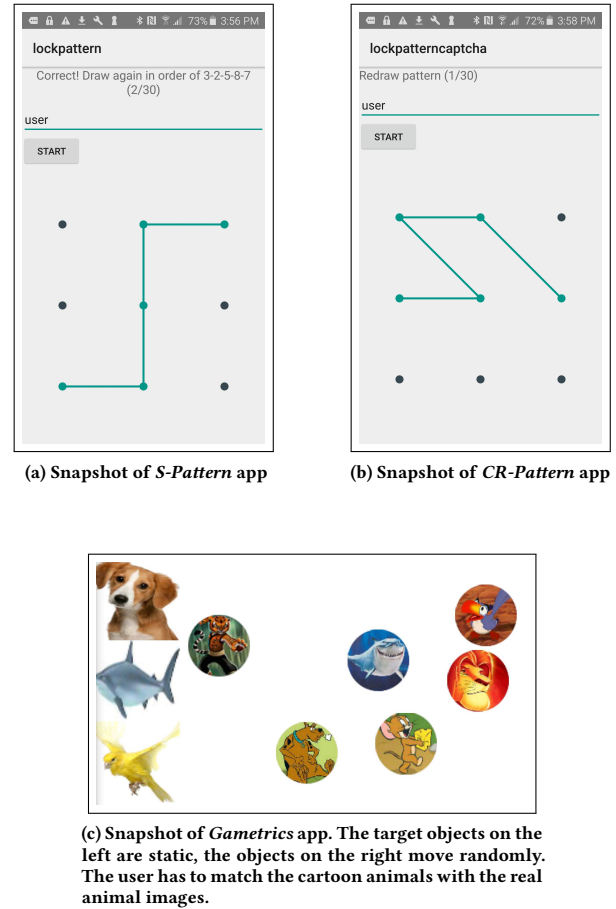 73% 3:56 PM
lockpattern
Correct! Draw again in order of 3-2-5-8-7
(2/30)
user
START
(a) Snapshot of S-Pattern app
72% 3:58 PM
lockpatterncaptcha
Redraw pattern (1/30)
user
START
(b) Snapshot of CR-Pattern app
(c) Snapshot of Gametrics app. The target objects on the
left are static, the objects on the right move randomly.
The user has to match the cartoon animals with the real
animal images.